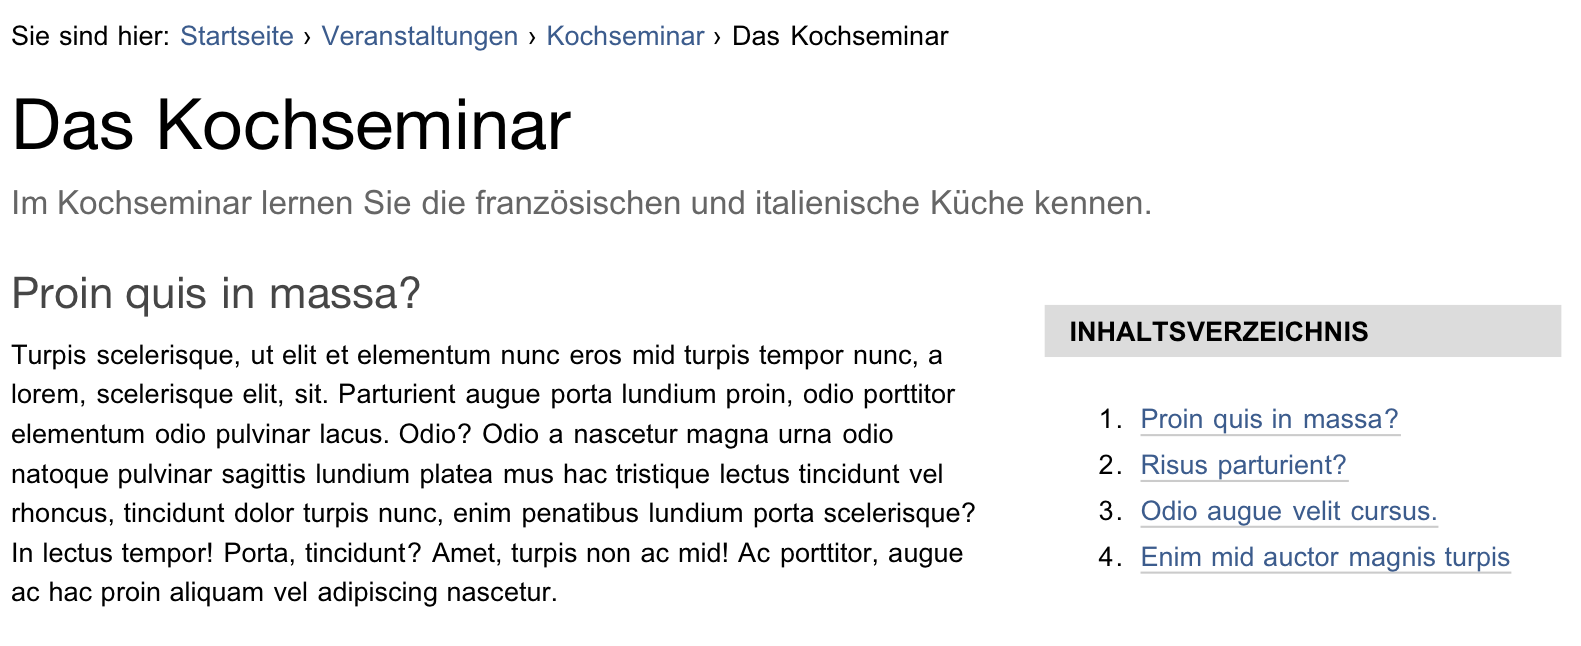 Sie sind hier: Startseite › Veranstaltungen › Kochseminar › Das Kochseminar
Das Kochseminar
Im Kochseminar lernen Sie die französischen und italienische Küche kennen.
Proin quis in massa?
Turpis scelerisque, ut elit et elementum nunc eros mid turpis tempor nunc, a
lorem, scelerisque elit, sit. Parturient augue porta lundium proin, odio porttitor
elementum odio pulvinar lacus. Odio? Odio a nascetur magna urna odio
natoque pulvinar sagittis lundium platea mus hac tristique lectus tincidunt vel
rhoncus, tincidunt dolor turpis nunc, enim penatibus lundium porta scelerisque?
In lectus tempor! Porta, tincidunt? Amet, turpis non ac mid! Ac porttitor, augue
ac hac proin aliquam vel adipiscing nascetur.
INHALTSVERZEICHNIS
1. Proin quis in massa?
2. Risus parturient?
3. Odio augue velit cursus.
4. Enim mid auctor magnis turpis